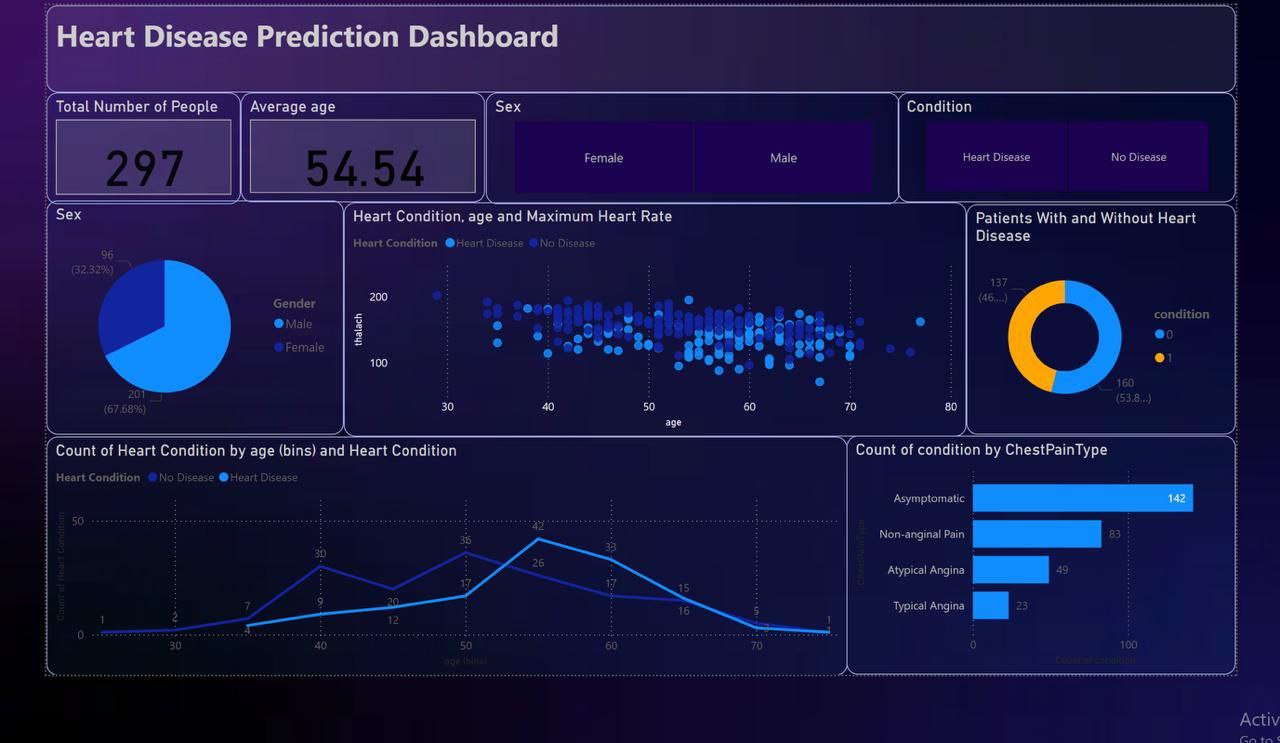 Heart Disease Prediction Dashboard
Total Number of People
297
Average age
54.54
Sex
Female
Male
Condition
Heart Disease
No Disease
Sex
96
(32.32%)
201
(67.68%)
Gender
Male
Female
Heart Condition, age and Maximum Heart Rate
Heart Condition Heart Disease No Disease
thalach
200
100
30 40 50 60 70 80
age
Patients With and Without Heart
Disease
137
(46....)
160
(53.8...)
condition
0
1
Count of Heart Condition by age (bins) and Heart Condition
Heart Condition No Disease Heart Disease
Count of Heart Condition
50
0
1 2 7 30 20 36 26 17 15 5 1
4 9 12 17 42 33 16 3 1
30 40 50 60 70
age (bins)
Count of condition by ChestPainType
ChestPainType
Asymptomatic 142
Non-anginal Pain 83
Atypical Angina 49
Typical Angina 23
0 100
Count of condition
Activ
Go to S